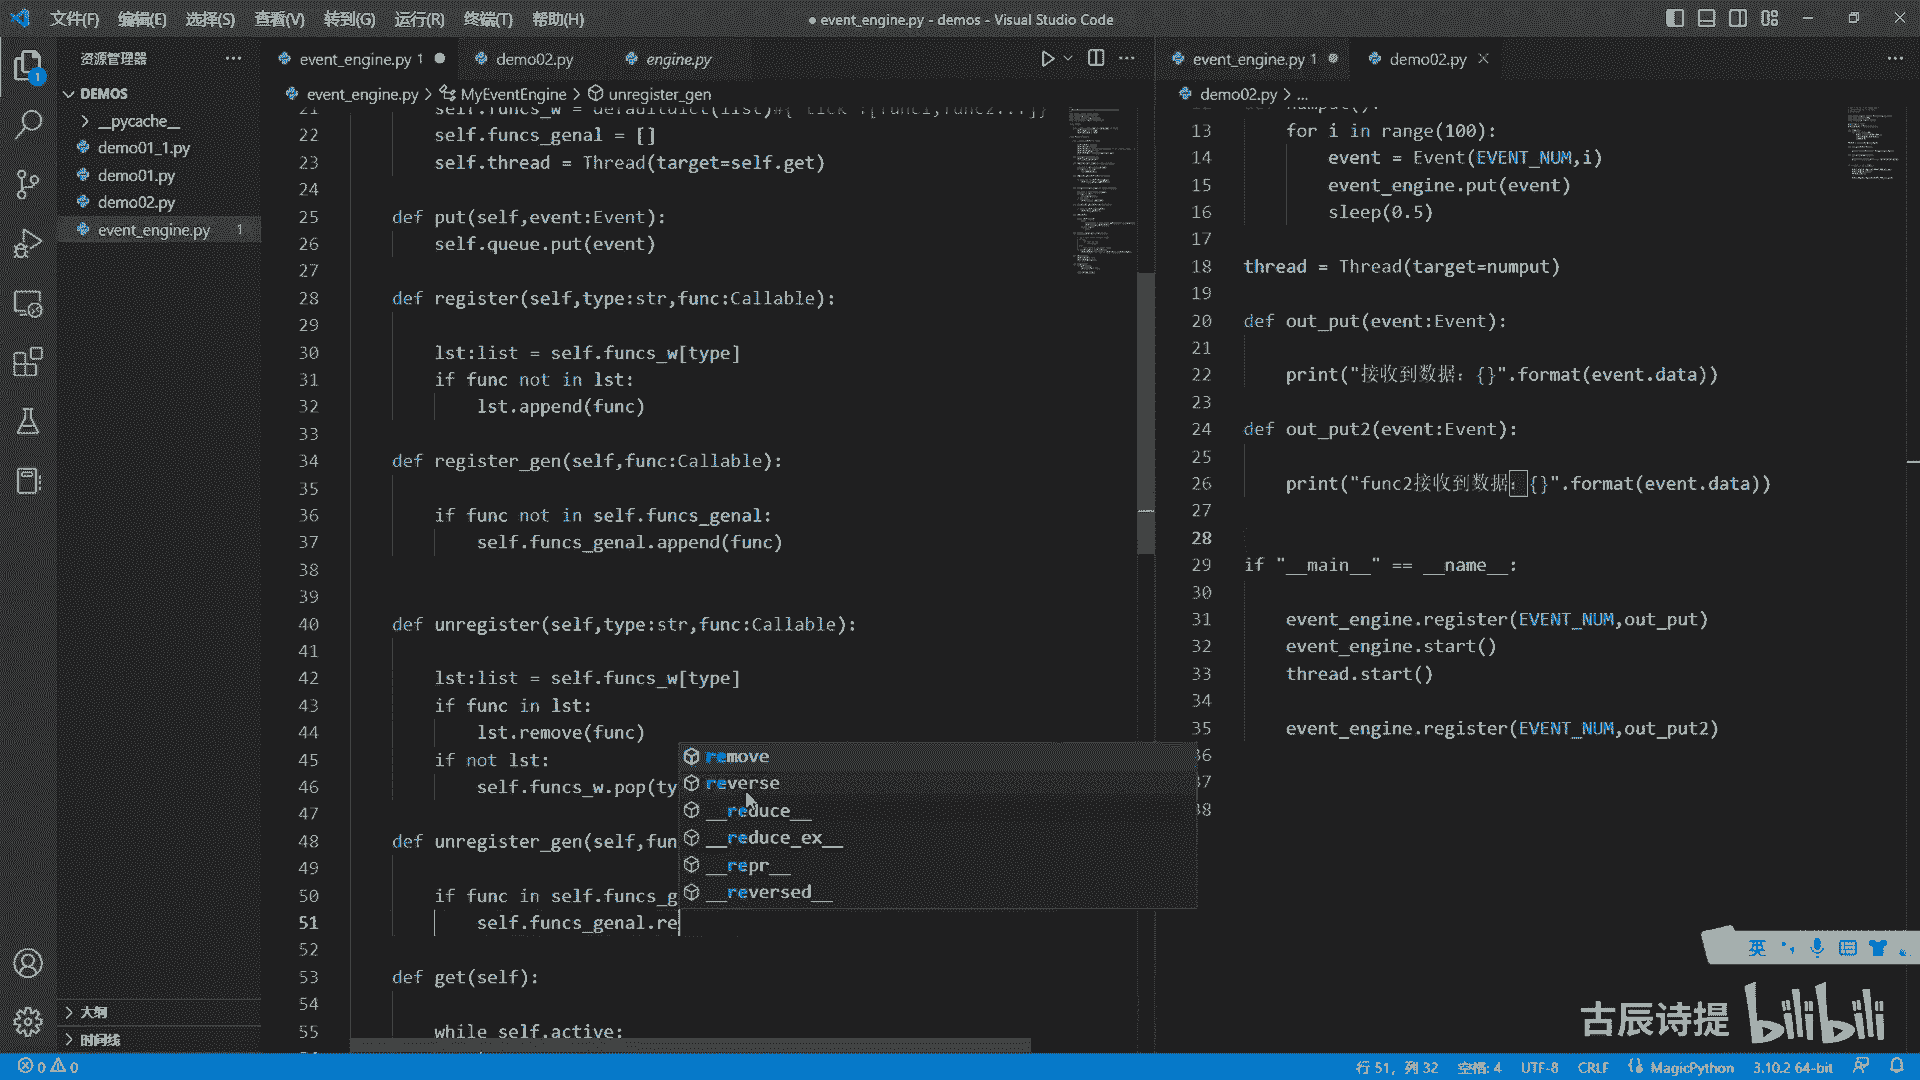 文件(F) 编辑(E) 选择(S) 查看(V) 转到(G) 运行(R) 终端(T) 帮助(H)
● event_engine.py - demos - Visual Studio Code
资源管理器
1
DEMOS
__pycache__
demo01_1.py
demo01.py
demo02.py
event_engine.py 1
大纲
时间线
event_engine.py 1
demo02.py
engine.py
event_engine.py > MyEventEngine > unregister_gen
22 self.funcs_genal = []
23 self.thread = Thread(target=self.get)
24
25 def put(self,event:Event):
26 self.queue.put(event)
27
28 def register(self,type:str,func:Callable):
29
30 lst:list = self.funcs_w[type]
31 if func not in lst:
32 lst.append(func)
33
34 def register_gen(self,func:Callable):
35
36 if func not in self.funcs_genal:
37 self.funcs_genal.append(func)
38
39
40 def unregister(self,type:str,func:Callable):
41
42 lst:list = self.funcs_w[type]
43 if func in lst:
44 lst.remove(func)
45 if not lst:
46 self.funcs_w.pop(ty
47
48 def unregister_gen(self,fun
49
50 if func in self.funcs_g
51 self.funcs_genal.re
52
53 def get(self):
54
55 while self.active:
remove
reverse
__reduce__
__reduce_ex__
__repr__
__reversed__
event_engine.py 1
demo02.py
demo02.py > ...
13 for i in range(100):
14 event = Event(EVENT_NUM,i)
15 event_engine.put(event)
16 sleep(0.5)
17
18 thread = Thread(target=numput)
19
20 def out_put(event:Event):
21
22 print("接收到数据：{}".format(event.data))
23
24 def out_put2(event:Event):
25
26 print("func2接收到数据：{}".format(event.data))
27
28
29 if "__main__" == __name__:
30
31 event_engine.register(EVENT_NUM,out_put)
32 event_engine.start()
33 thread.start()
34
35 event_engine.register(EVENT_NUM,out_put2)
英
古辰诗提 bilibili
0 0
行 51，列 32 空格: 4 UTF-8 CRLF MagicPython 3.10.2 64-bit